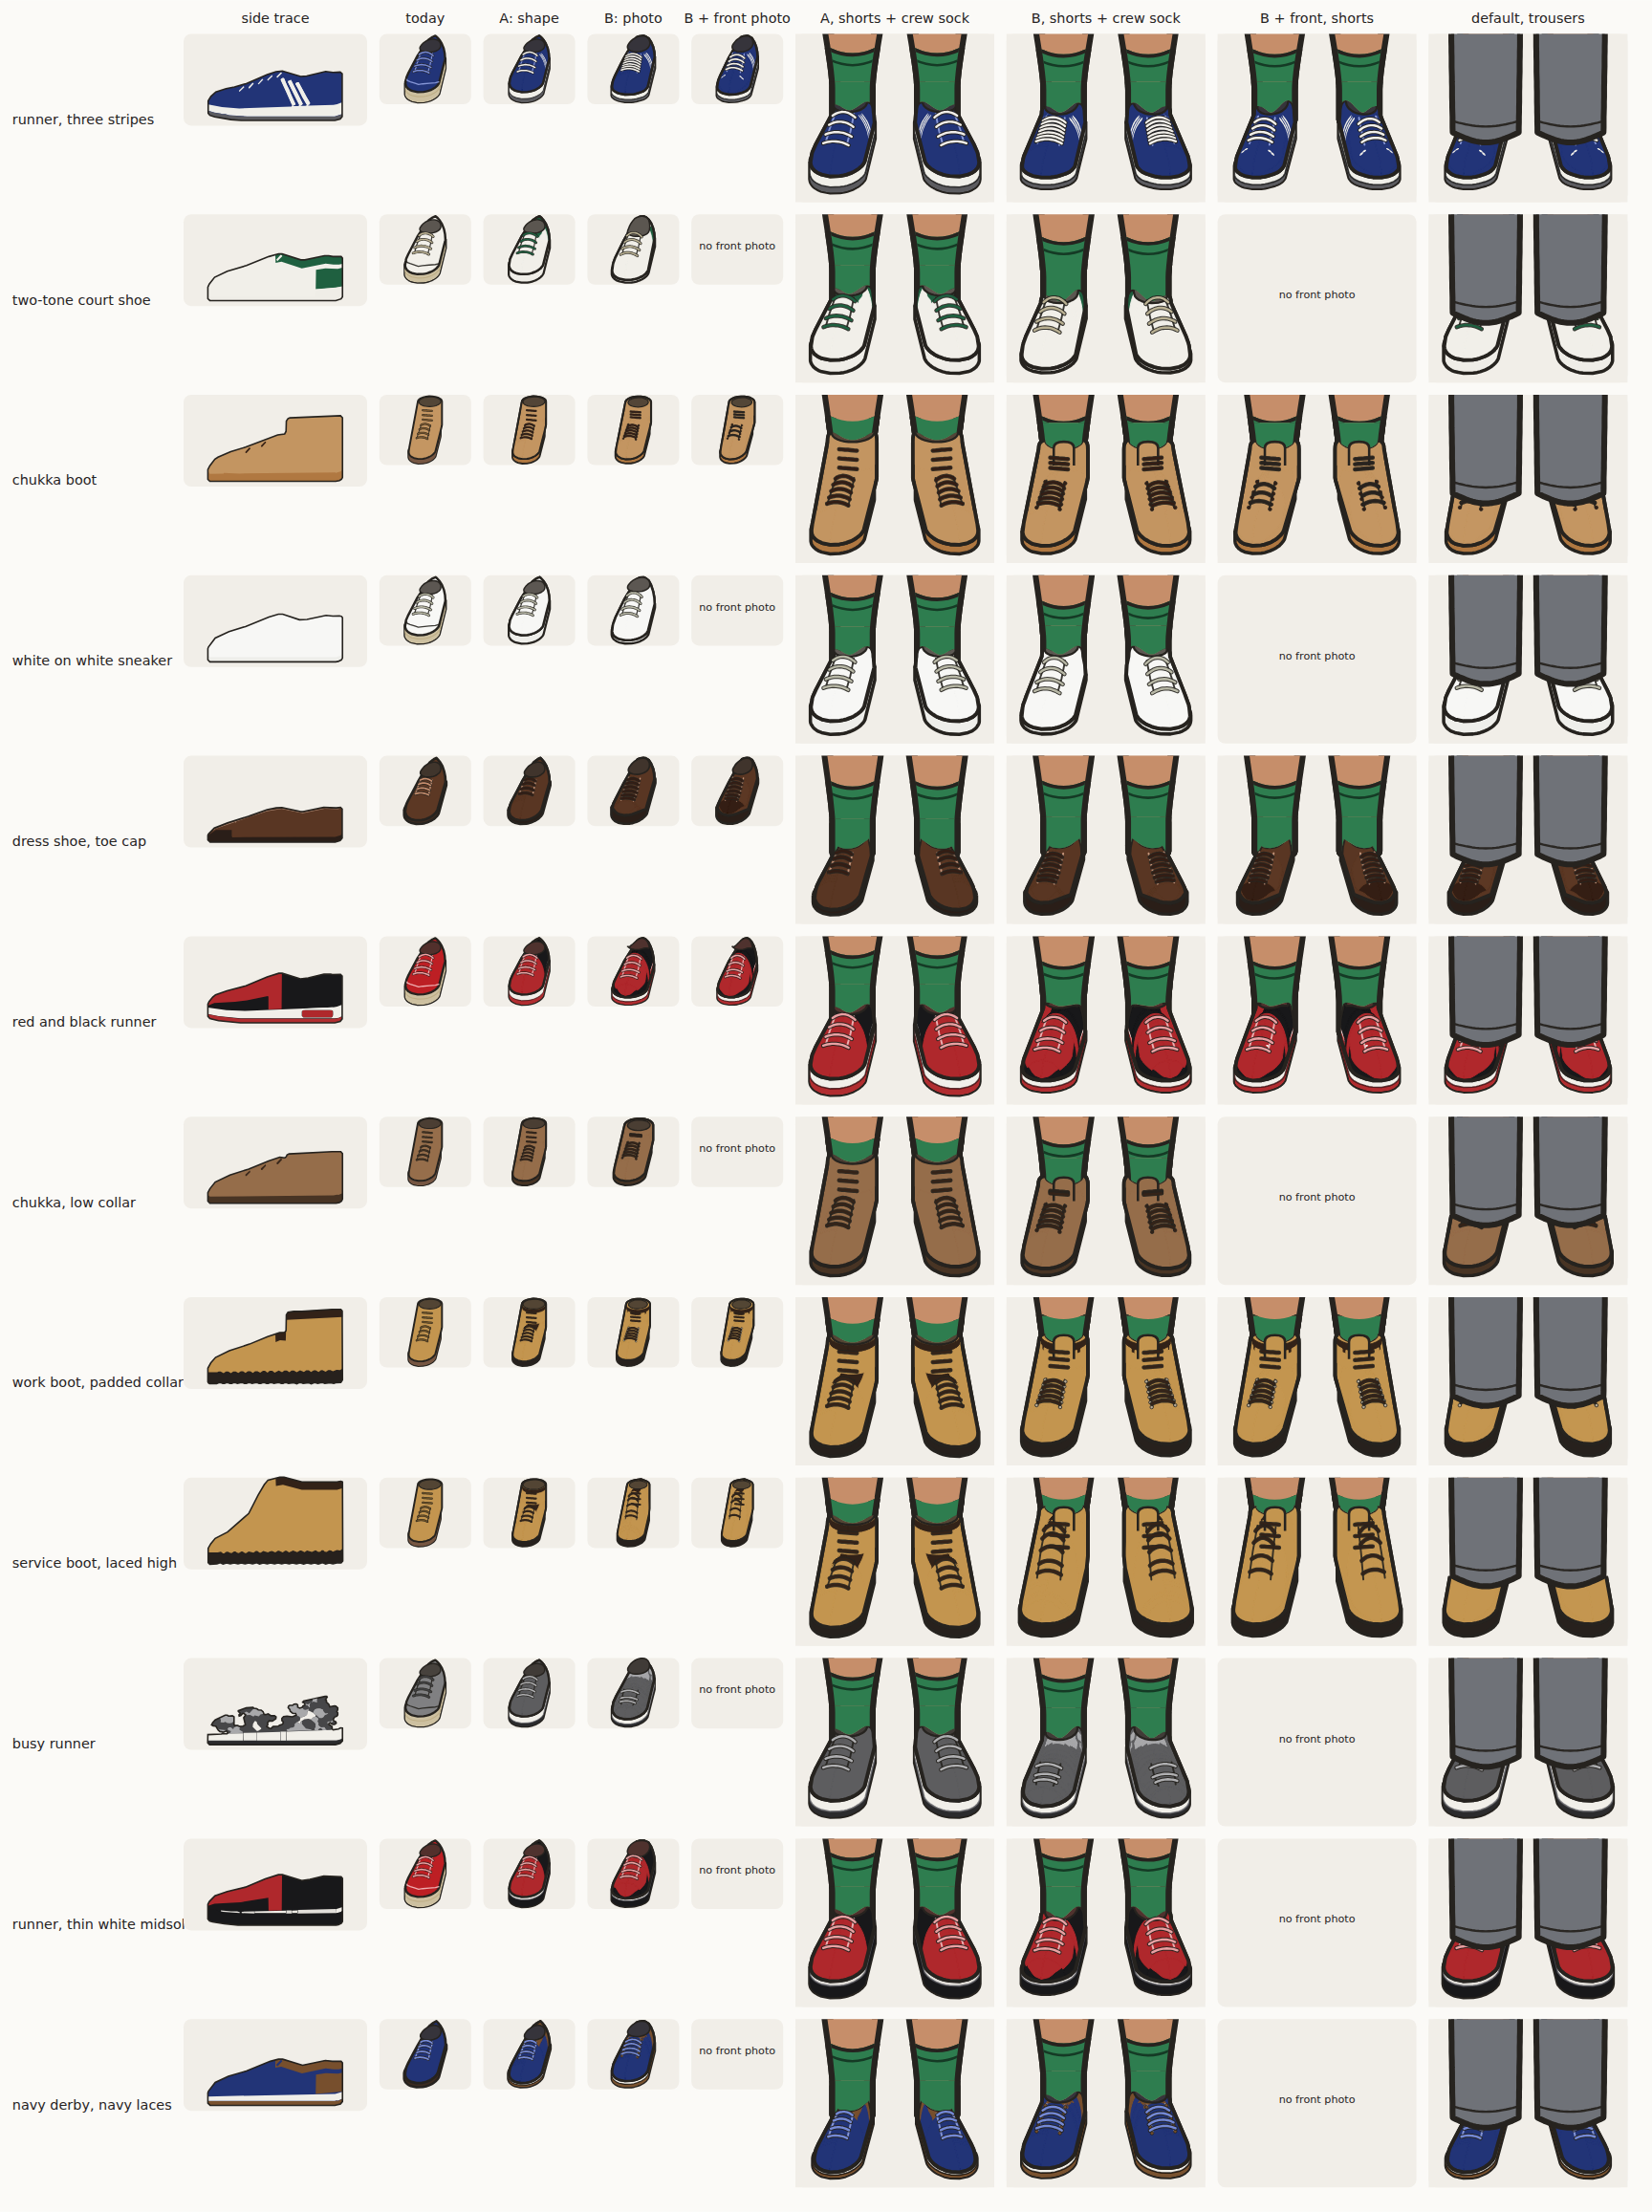 side trace
today
A: shape
B: photo
B + front photo
A, shorts + crew sock
B, shorts + crew sock
B + front, shorts
default, trousers
runner, three stripes
two-tone court shoe
no front photo
no front photo
chukka boot
white on white sneaker
no front photo
no front photo
dress shoe, toe cap
red and black runner
chukka, low collar
no front photo
no front photo
work boot, padded collar
service boot, laced high
busy runner
no front photo
no front photo
runner, thin white midsol
no front photo
no front photo
navy derby, navy laces
no front photo
no front photo